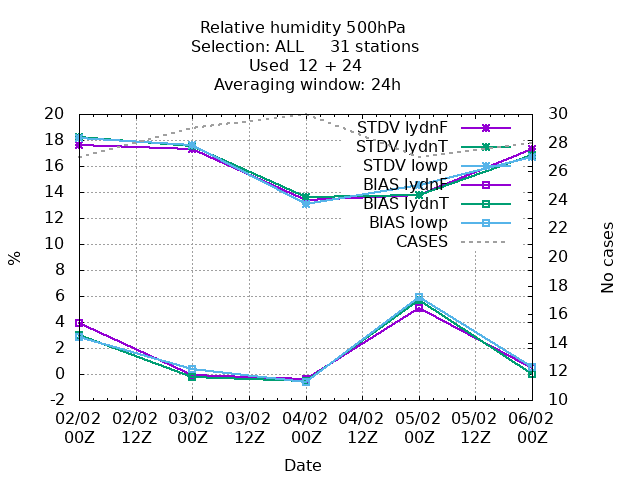 Relative humidity 500hPa
Selection: ALL 31 stations
Used 12 + 24
Averaging window: 24h
20
18
16
14
12
10
8
6
4
2
0
-2
%
30
28
26
24
22
20
18
16
14
12
10
No cases
STDV lydnF
STDV lydnT
STDV lowp
BIAS lydnF
BIAS lydnT
BIAS lowp
CASES
02/02 02/02 03/02 03/02 04/02 04/02 05/02 05/02 06/02
00Z 12Z 00Z 12Z 00Z 12Z 00Z 12Z 00Z
Date